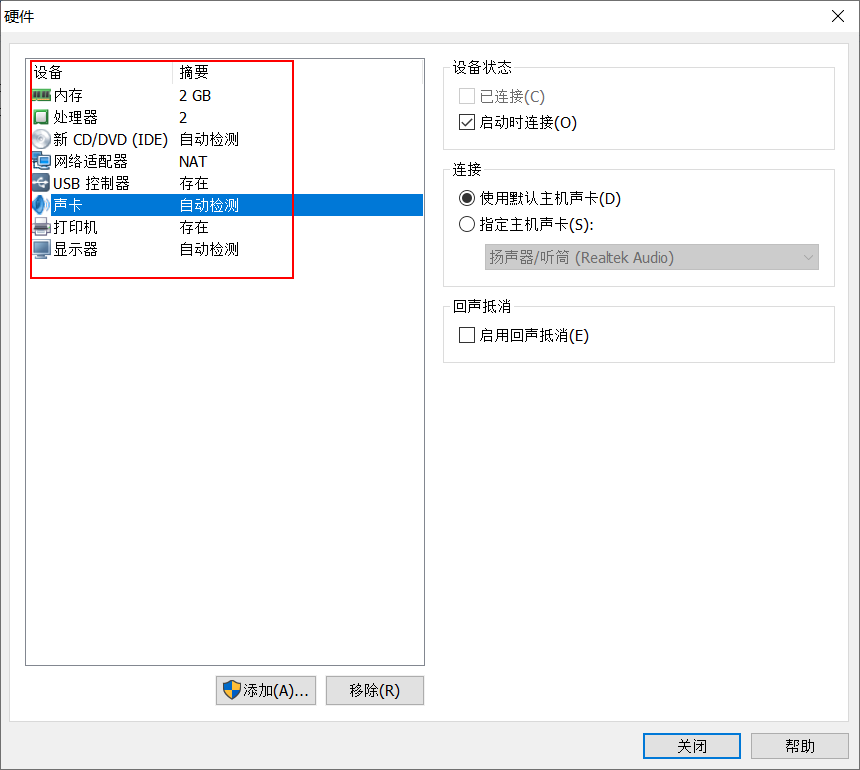 硬件
设备 摘要
内存 2 GB
处理器 2
新 CD/DVD (IDE) 自动检测
网络适配器 NAT
USB 控制器 存在
声卡 自动检测
打印机 存在
显示器 自动检测
添加(A)... 移除(R)
设备状态
已连接(C)
启动时连接(O)
连接
使用默认主机声卡(D)
指定主机声卡(S):
扬声器/听筒 (Realtek Audio)
回声抵消
启用回声抵消(E)
关闭 帮助